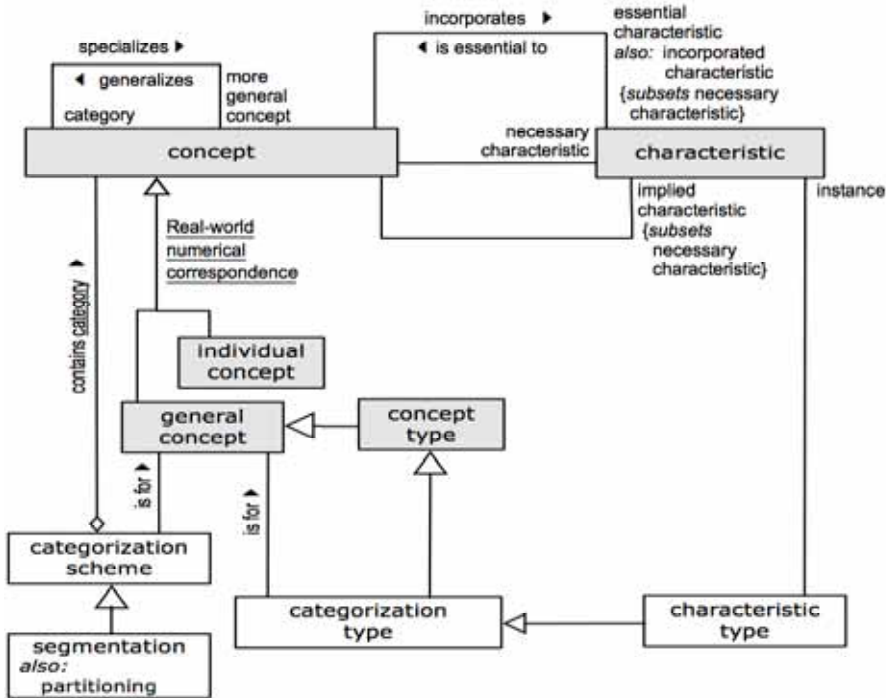 incorporates ▶
◀ is essential to
essential
characteristic
also: incorporated
characteristic
{subsets necessary
characteristic}
specializes ▶
◀ generalizes
more
general
concept
category
concept
necessary
characteristic
characteristic
implied
characteristic
{subsets
necessary
characteristic}
instance
Real-world
numerical
correspondence
contains category ▶
individual
concept
general
concept
concept
type
is for ▶
is for ▶
categorization
scheme
categorization
type
characteristic
type
segmentation
also:
partitioning